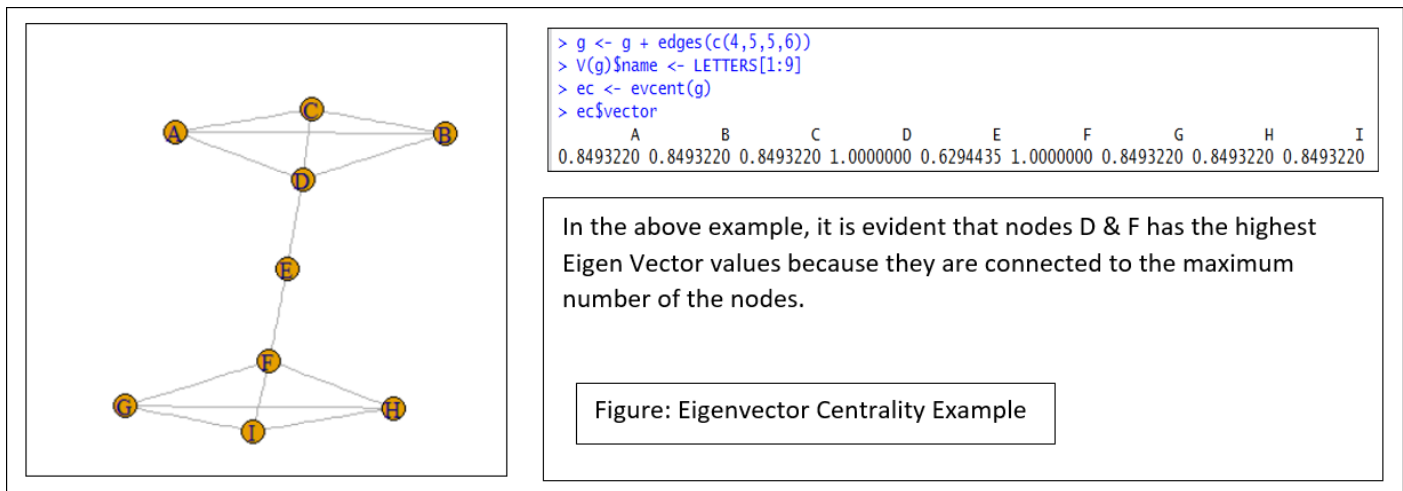 C
A
B
D
E
F
G
H
I
> g <- g + edges(c(4,5,5,6))
> V(g)$name <- LETTERS[1:9]
> ec <- evcent(g)
> ec$vector
A B C D E F G H I
0.8493220 0.8493220 0.8493220 1.0000000 0.6294435 1.0000000 0.8493220 0.8493220 0.8493220
In the above example, it is evident that nodes D & F has the highest
Eigen Vector values because they are connected to the maximum
number of the nodes.
Figure: Eigenvector Centrality Example